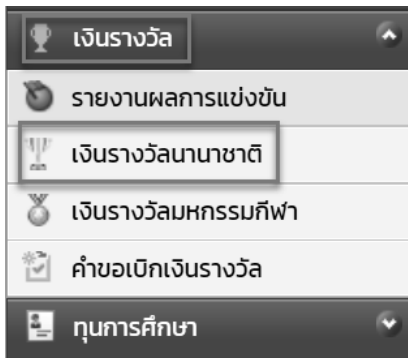 เงินรางวัล
รายงานผลการแข่งขัน
เงินรางวัลนานาชาติ
เงินรางวัลมหกรรมกีฬา
คำขอเบิกเงินรางวัล
ทุนการศึกษา